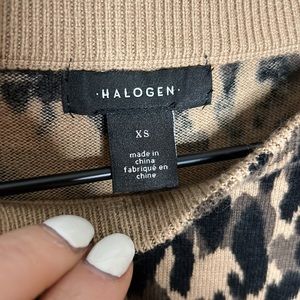 ·HALOGEN·
XS
made in
china
fabriqué en
chine